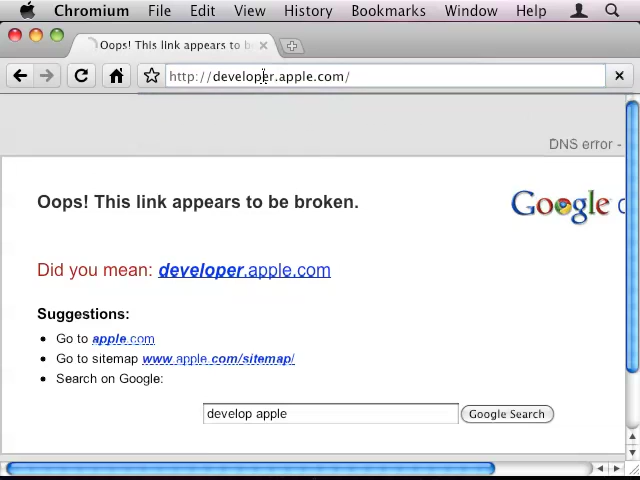 Chromium File Edit View History Bookmarks Window Help
Oops! This link appears to b
http://developer.apple.com/
DNS error -
Oops! This link appears to be broken.
Google
Did you mean: developer.apple.com
Suggestions:
Go to apple.com
Go to sitemap www.apple.com/sitemap/
Search on Google:
develop apple Google Search